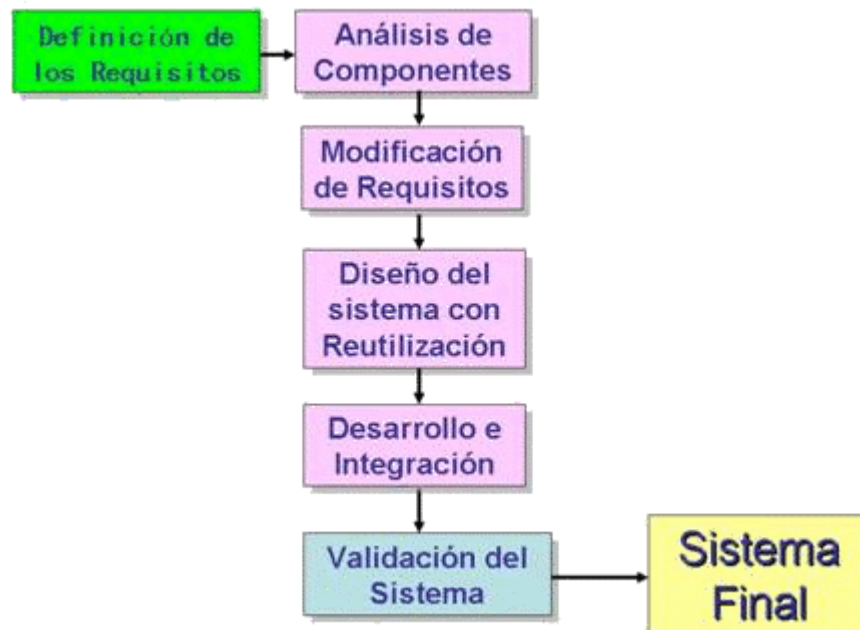 Definición de
los Requisitos
Análisis de
Componentes
Modificación
de Requisitos
Diseño del
sistema con
Reutilización
Desarrollo e
Integración
Validación del
Sistema
Sistema
Final